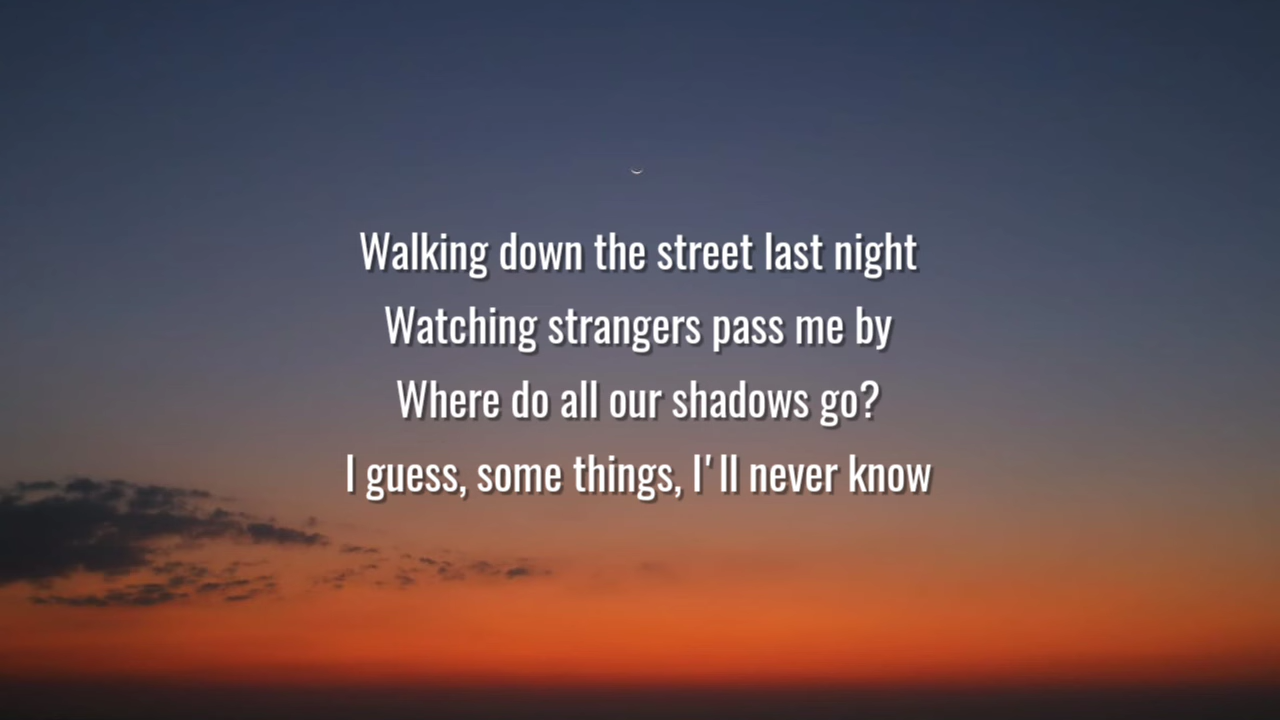 Walking down the street last night
Watching strangers pass me by
Where do all our shadows go?
I guess, some things, I'll never know